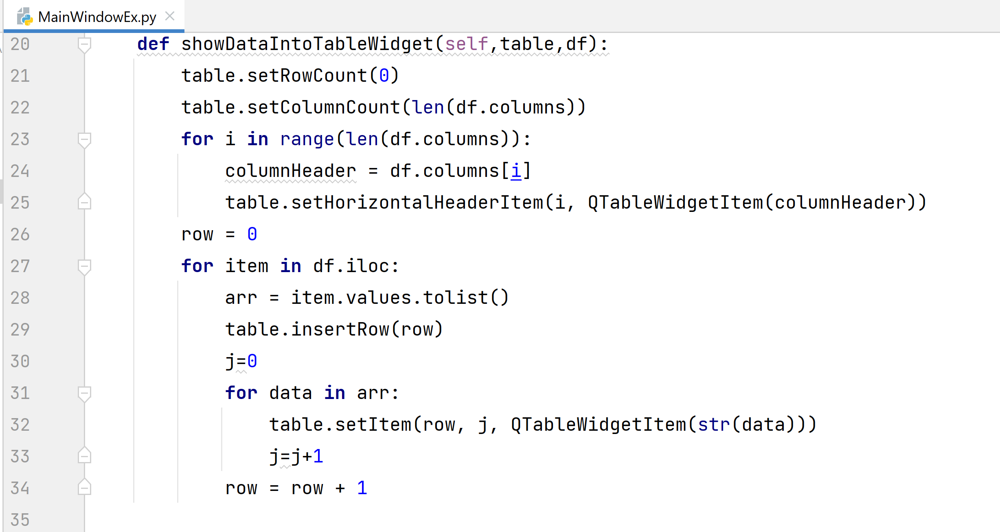 MainWindowEx.py
20 def showDataIntoTableWidget(self,table,df):
21 table.setRowCount(0)
22 table.setColumnCount(len(df.columns))
23 for i in range(len(df.columns)):
24 columnHeader = df.columns[i]
25 table.setHorizontalHeaderItem(i, QTableWidgetItem(columnHeader))
26 row = 0
27 for item in df.iloc:
28 arr = item.values.tolist()
29 table.insertRow(row)
30 j=0
31 for data in arr:
32 table.setItem(row, j, QTableWidgetItem(str(data)))
33 j=j+1
34 row = row + 1
35